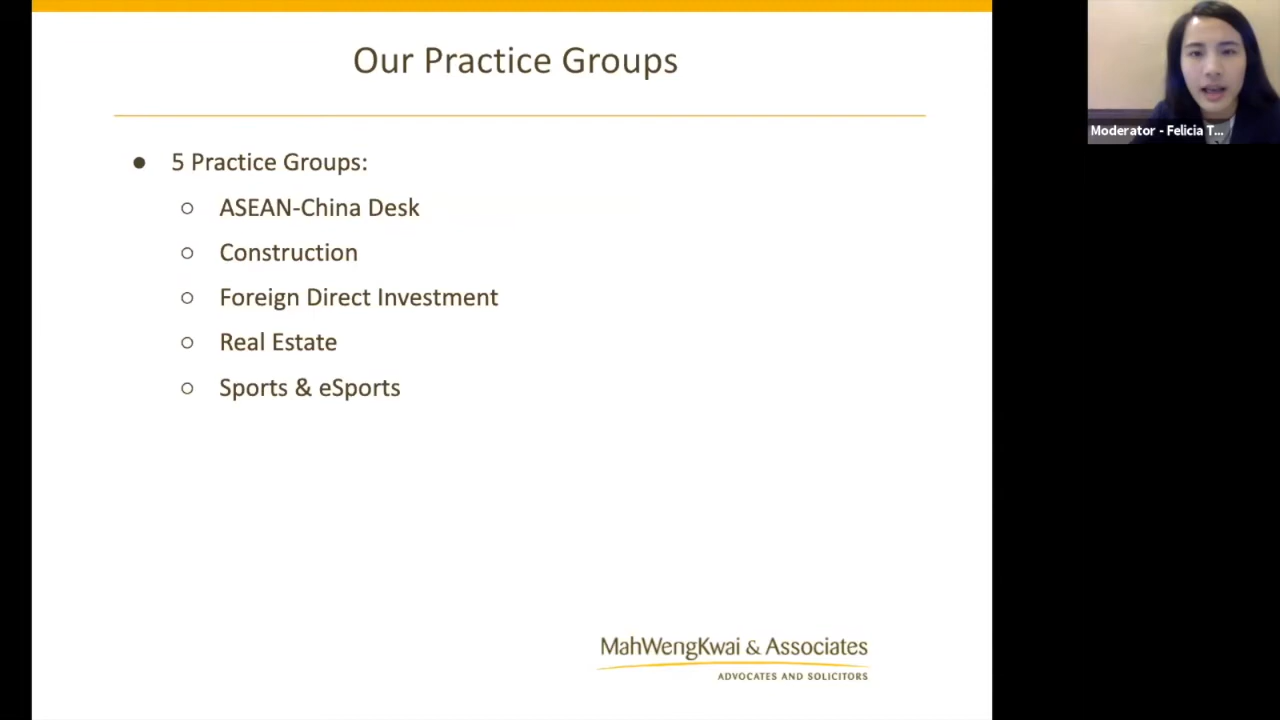 Our Practice Groups
● 5 Practice Groups:
○ ASEAN-China Desk
○ Construction
○ Foreign Direct Investment
○ Real Estate
○ Sports & eSports
MahWengKwai & Associates
ADVOCATES AND SOLICITORS
Moderator - Felicia T...